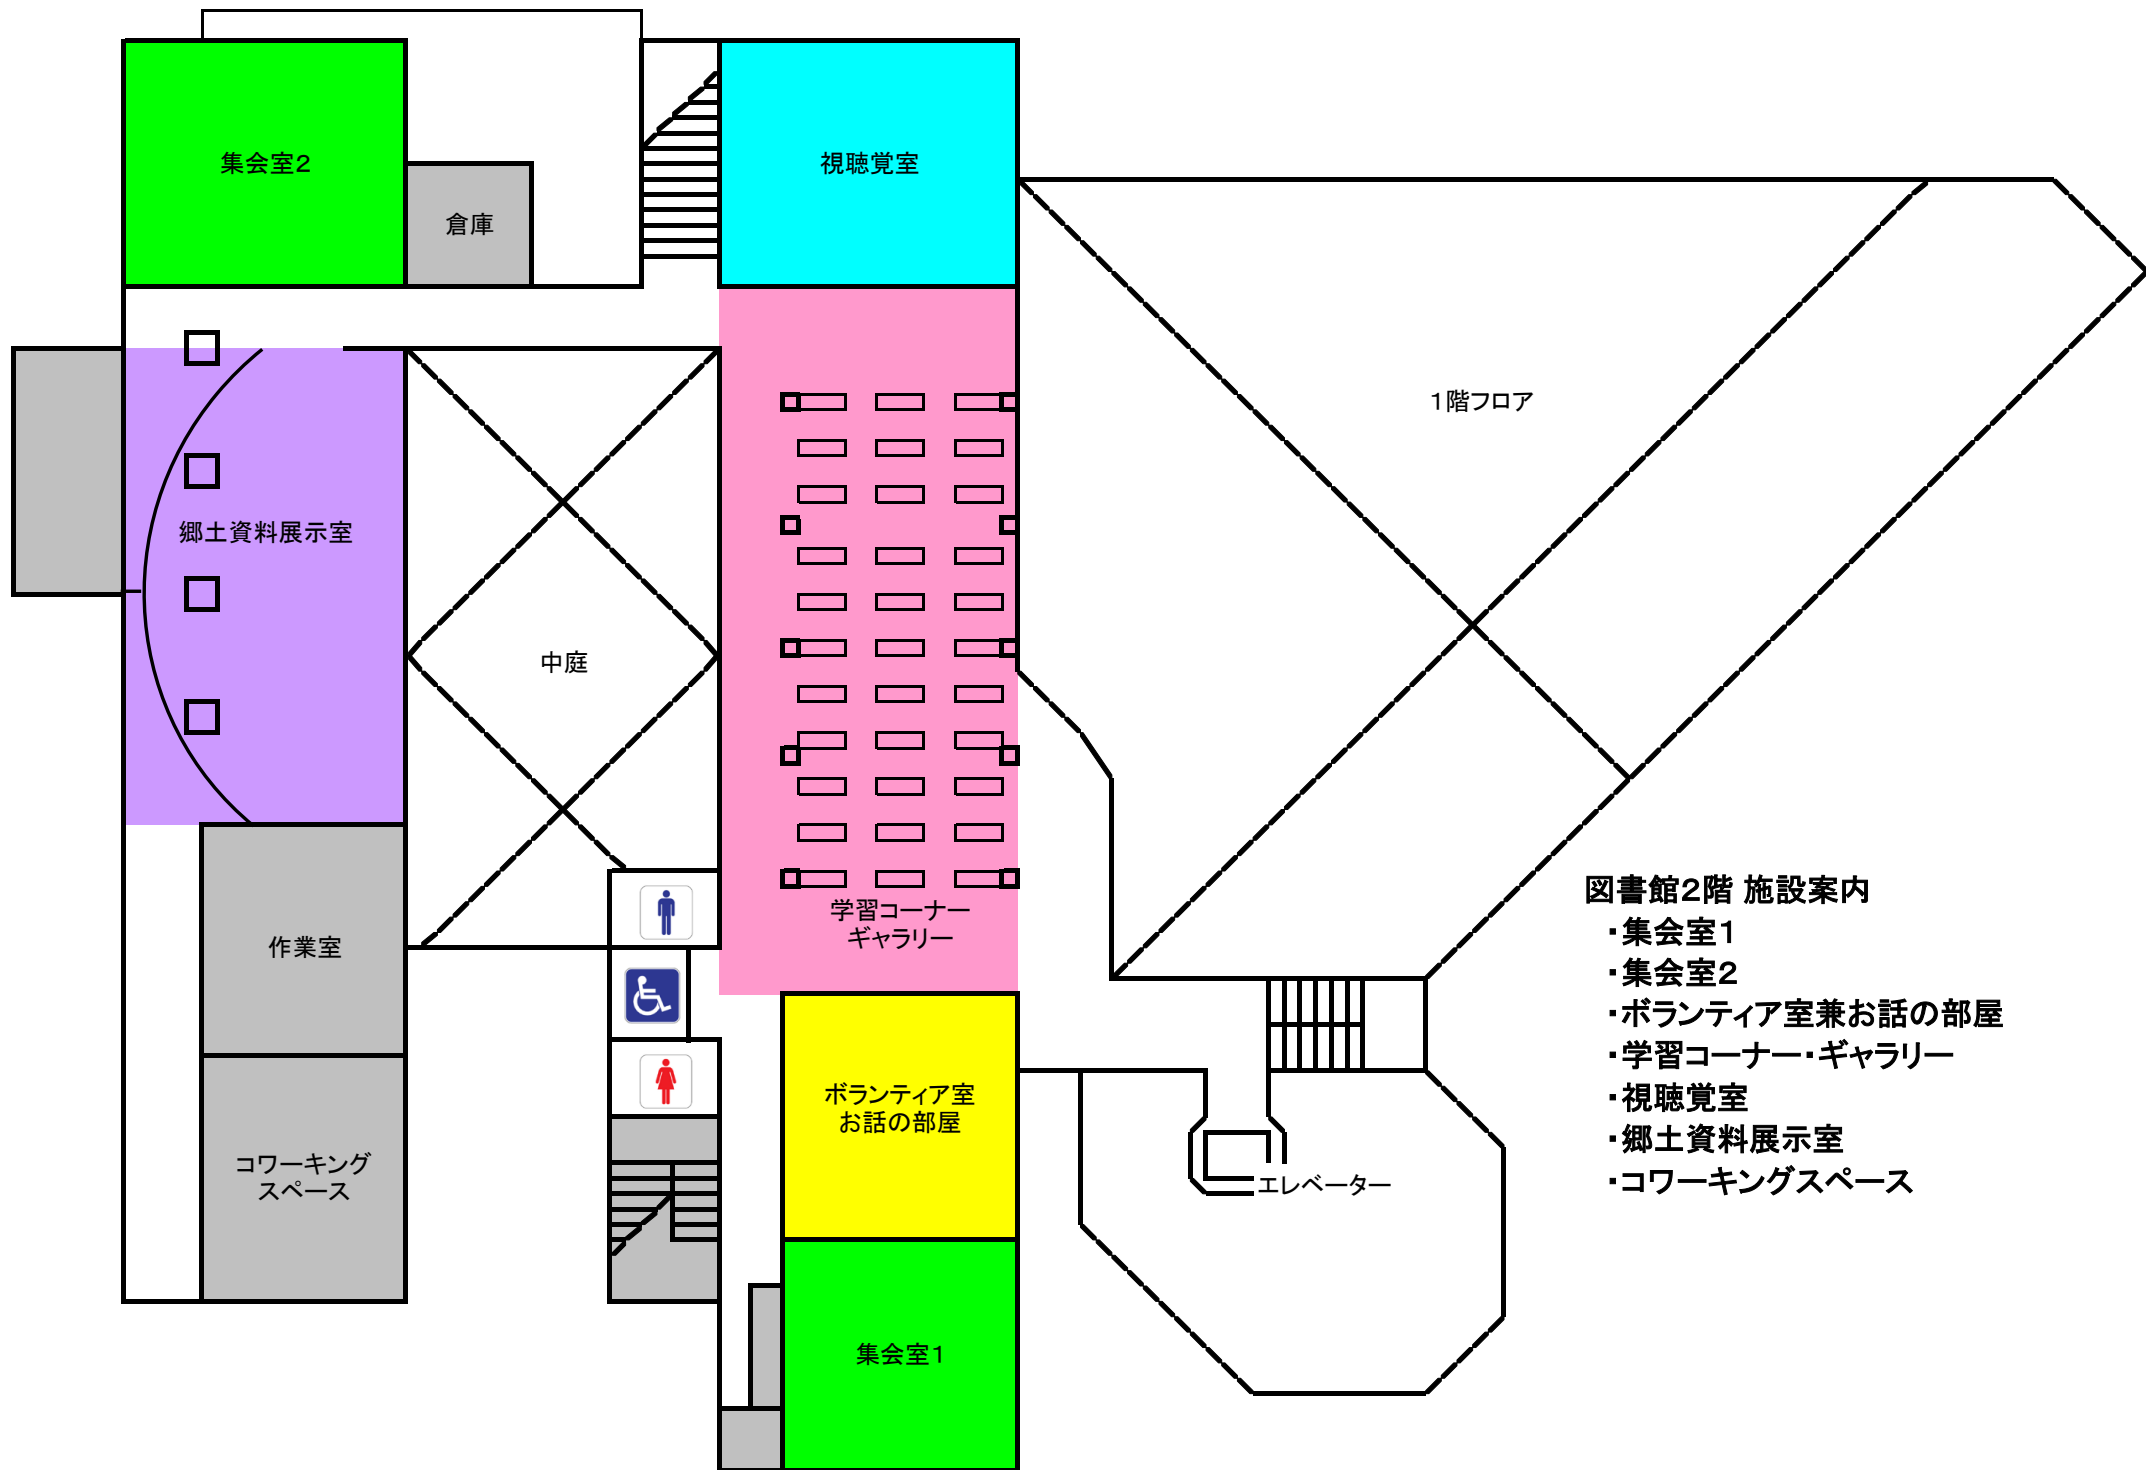 集会室２
視聴覚室
倉庫
１階フロア
郷土資料展示室
中庭
学習コーナー
ギャラリー
作業室
ボランティア室
お話の部屋
コワーキング
スペース
エレベーター
集会室１
図書館２階 施設案内
・集会室１
・集会室２
・ボランティア室兼お話の部屋
・学習コーナー・ギャラリー
・視聴覚室
・郷土資料展示室
・コワーキングスペース